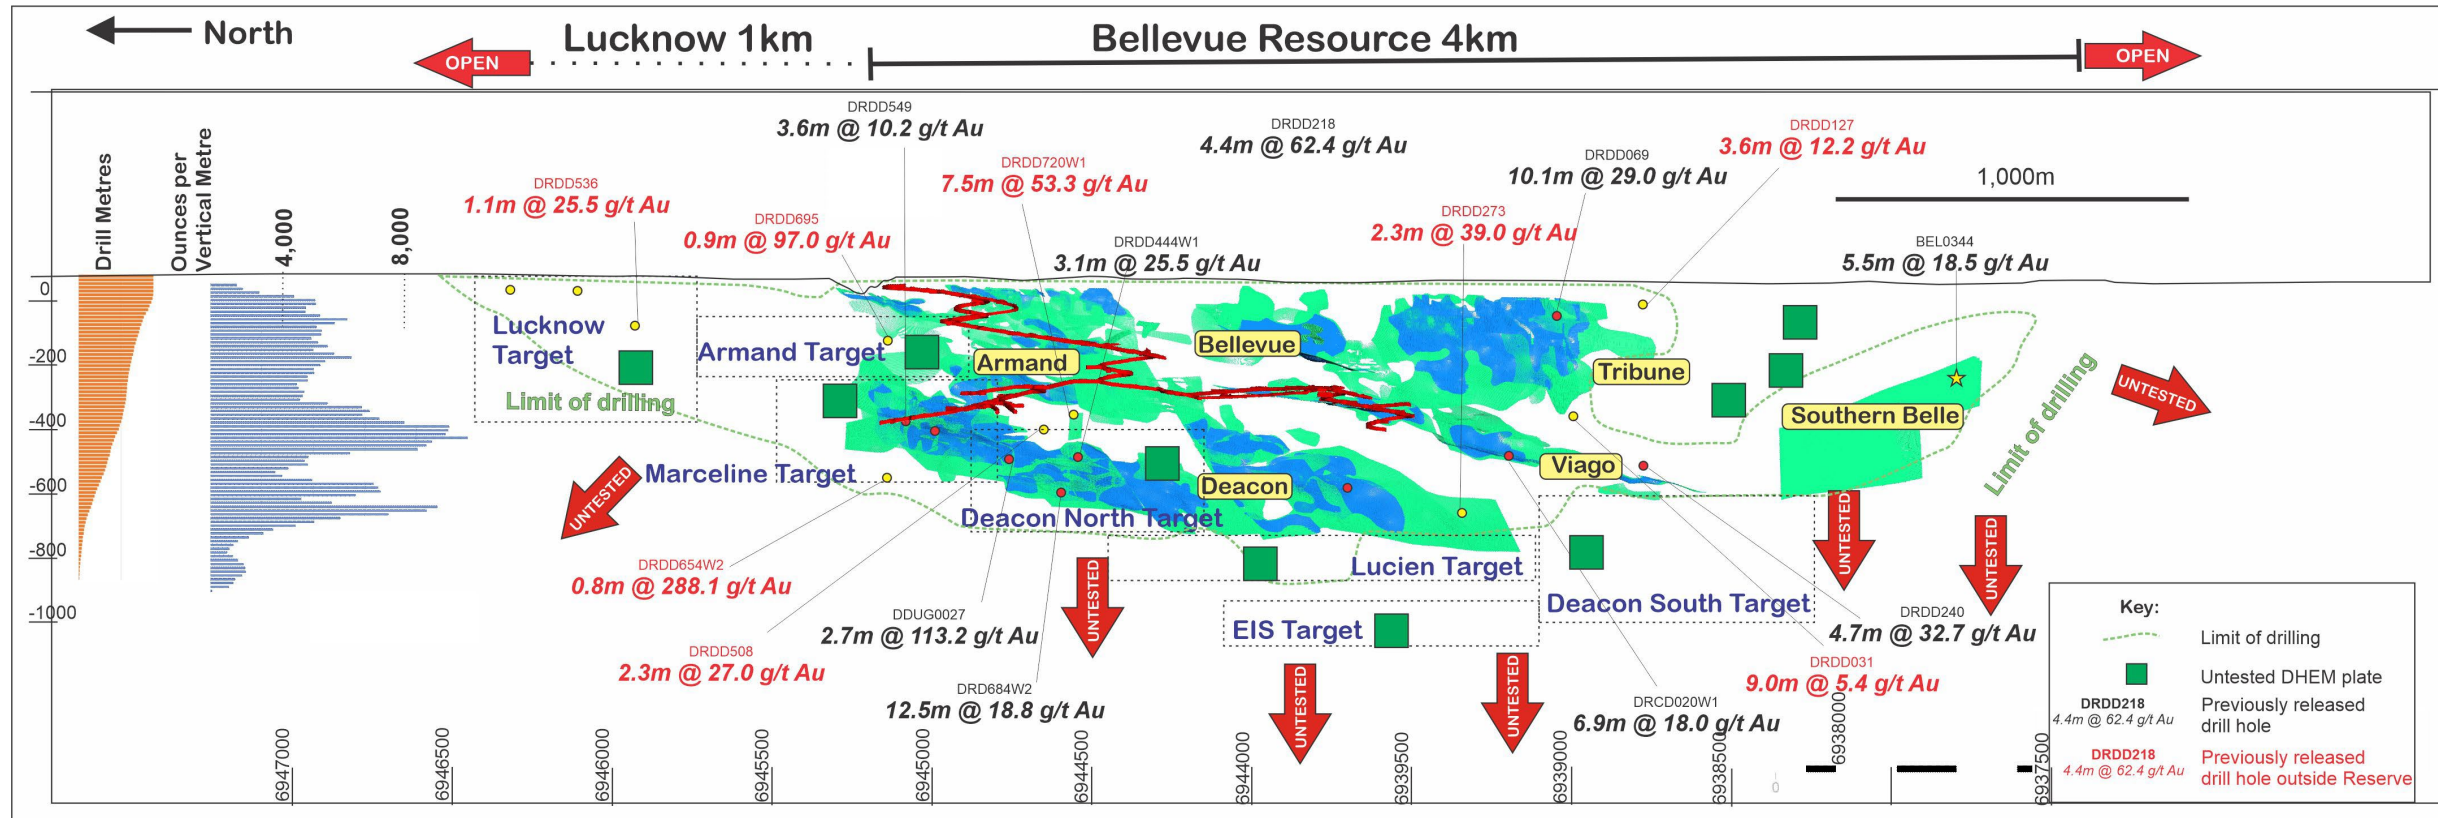 North
Lucknow 1km
Bellevue Resource 4km
OPEN
OPEN
Drill Metres
Ounces per
Vertical Metre
4,000
8,000
DRDD549
3.6m @ 10.2 g/t Au
DRDD218
4.4m @ 62.4 g/t Au
DRDD127
3.6m @ 12.2 g/t Au
DRDD720W1
7.5m @ 53.3 g/t Au
DRDD069
10.1m @ 29.0 g/t Au
1,000m
DRDD536
1.1m @ 25.5 g/t Au
DRDD695
0.9m @ 97.0 g/t Au
DRDD273
2.3m @ 39.0 g/t Au
DRDD444W1
3.1m @ 25.5 g/t Au
BEL0344
5.5m @ 18.5 g/t Au
0
-200
-400
-600
-800
-1000
Lucknow
Target
Armand Target
Armand
Bellevue
Tribune
Limit of drilling
Southern Belle
Limit of drilling
UNTESTED
UNTESTED
Marceline Target
Viago
Deacon
Deacon North Target
Lucien Target
Deacon South Target
EIS Target
UNTESTED
UNTESTED
UNTESTED
UNTESTED
UNTESTED
DRDD654W2
0.8m @ 288.1 g/t Au
DDUG0027
2.7m @ 113.2 g/t Au
DRDD508
2.3m @ 27.0 g/t Au
DRD684W2
12.5m @ 18.8 g/t Au
DRDD240
4.7m @ 32.7 g/t Au
DRDD031
9.0m @ 5.4 g/t Au
DRCD020W1
6.9m @ 18.0 g/t Au
6947000
6946500
6946000
6945500
6945000
6944500
6944000
6939500
6939000
6938500
0
6938000
6937500
Key:
Limit of drilling
Untested DHEM plate
DRDD218
4.4m @ 62.4 g/t Au
Previously released
drill hole
DRDD218
4.4m @ 62.4 g/t Au
Previously released
drill hole outside Reserve